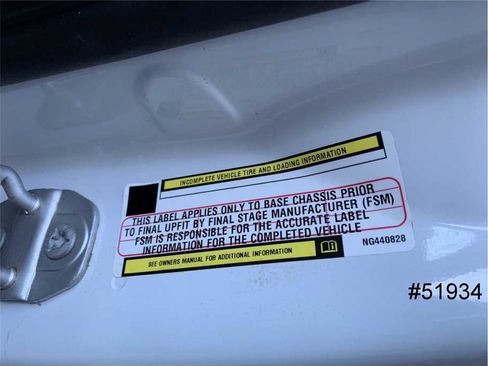 INCOMPLETE VEHICLE TIRE AND LOADING INFORMATION
THIS LABEL APPLIES ONLY TO BASE CHASSIS PRIOR
TO FINAL UPFIT BY FINAL STAGE MANUFACTURER (FSM)
FSM IS RESPONSIBLE FOR THE ACCURATE LABEL
INFORMATION FOR THE COMPLETED VEHICLE
SEE OWNERS MANUAL FOR ADDITIONAL INFORMATION
NG440828
#51934